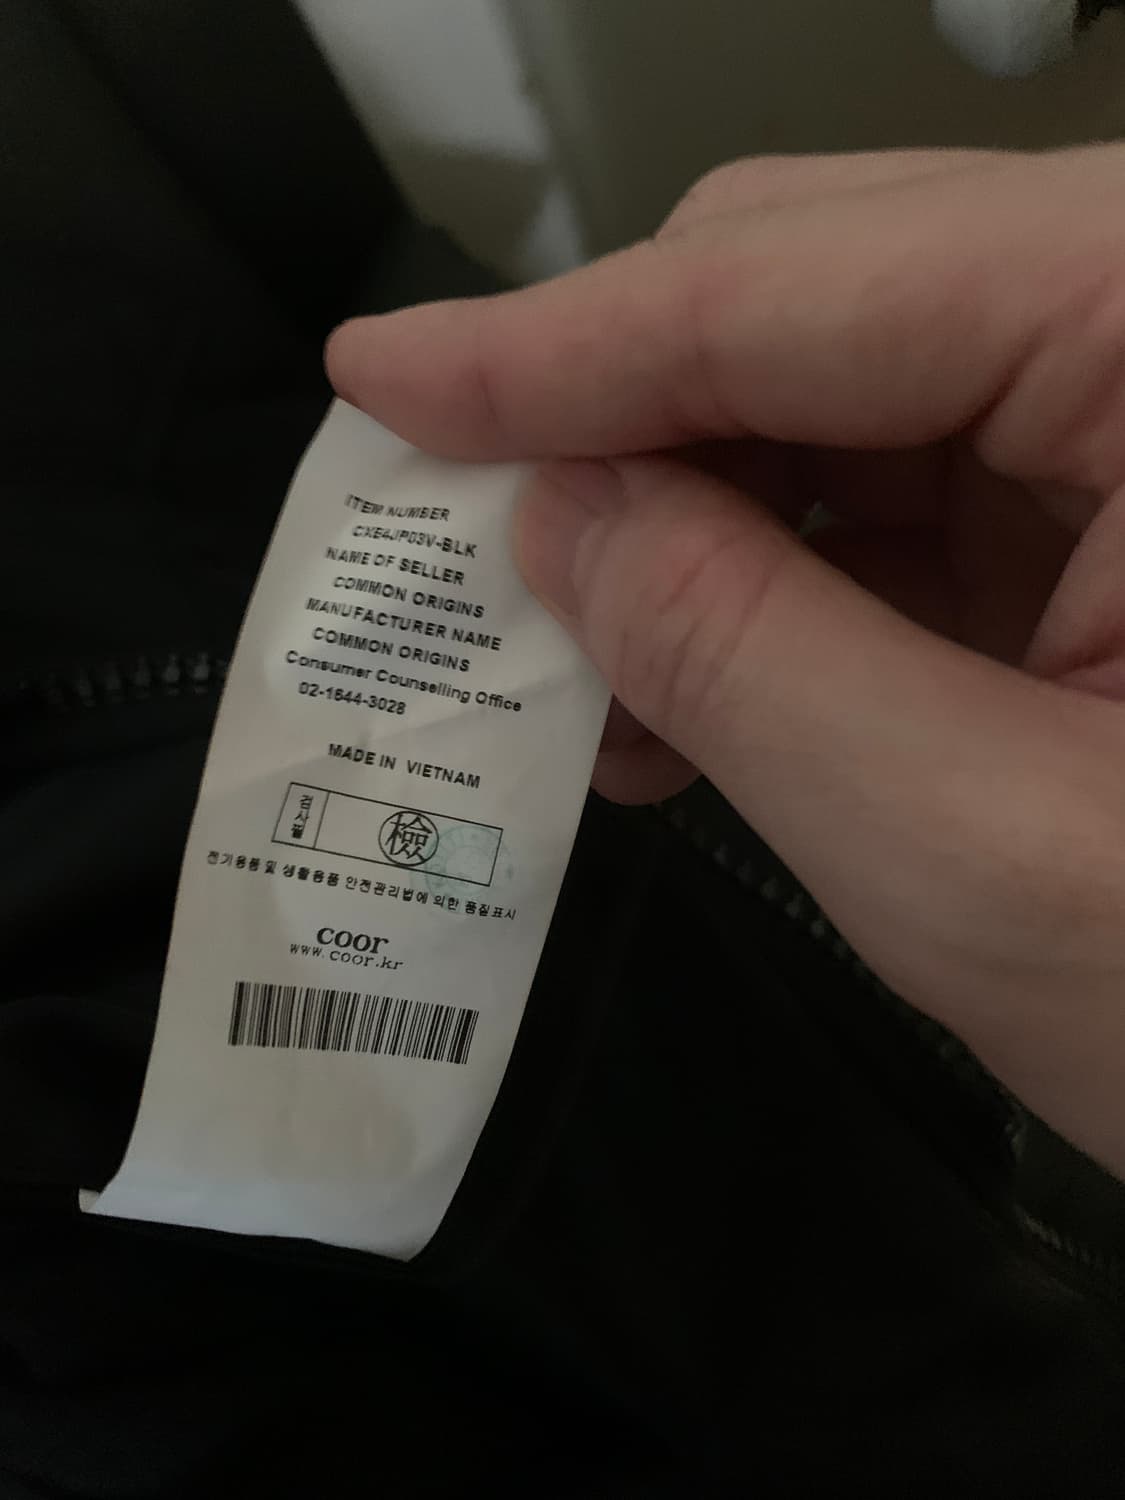 ITEM NUMBER
CXE4JP03V-BLK
NAME OF SELLER
COMMON ORIGINS
MANUFACTURER NAME
COMMON ORIGINS
Consumer Counselling Office
02-1644-3028
MADE IN VIETNAM
검사필
檢
전기용품 및 생활용품 안전관리법에 의한 품질표시
coor
www.coor.kr